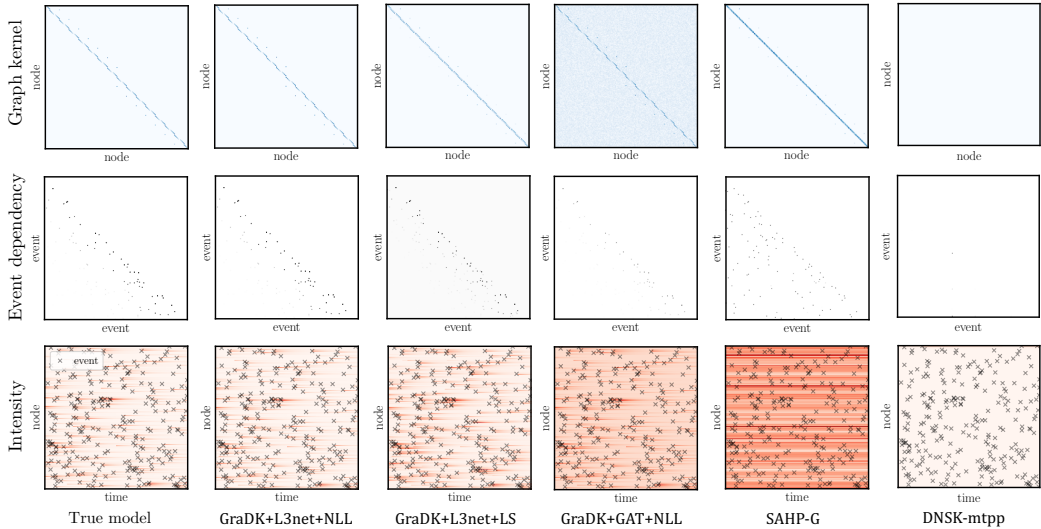 Graph kernel
node
node
node
node
node
node
node
node
node
node
node
node
Event dependency
event
event
event
event
event
event
event
event
event
event
event
event
Intensity
× event
node
node
node
node
node
node
time
time
time
time
time
time
True model
GraDK+L3net+NLL
GraDK+L3net+LS
GraDK+GAT+NLL
SAHP-G
DNSK-mtpp